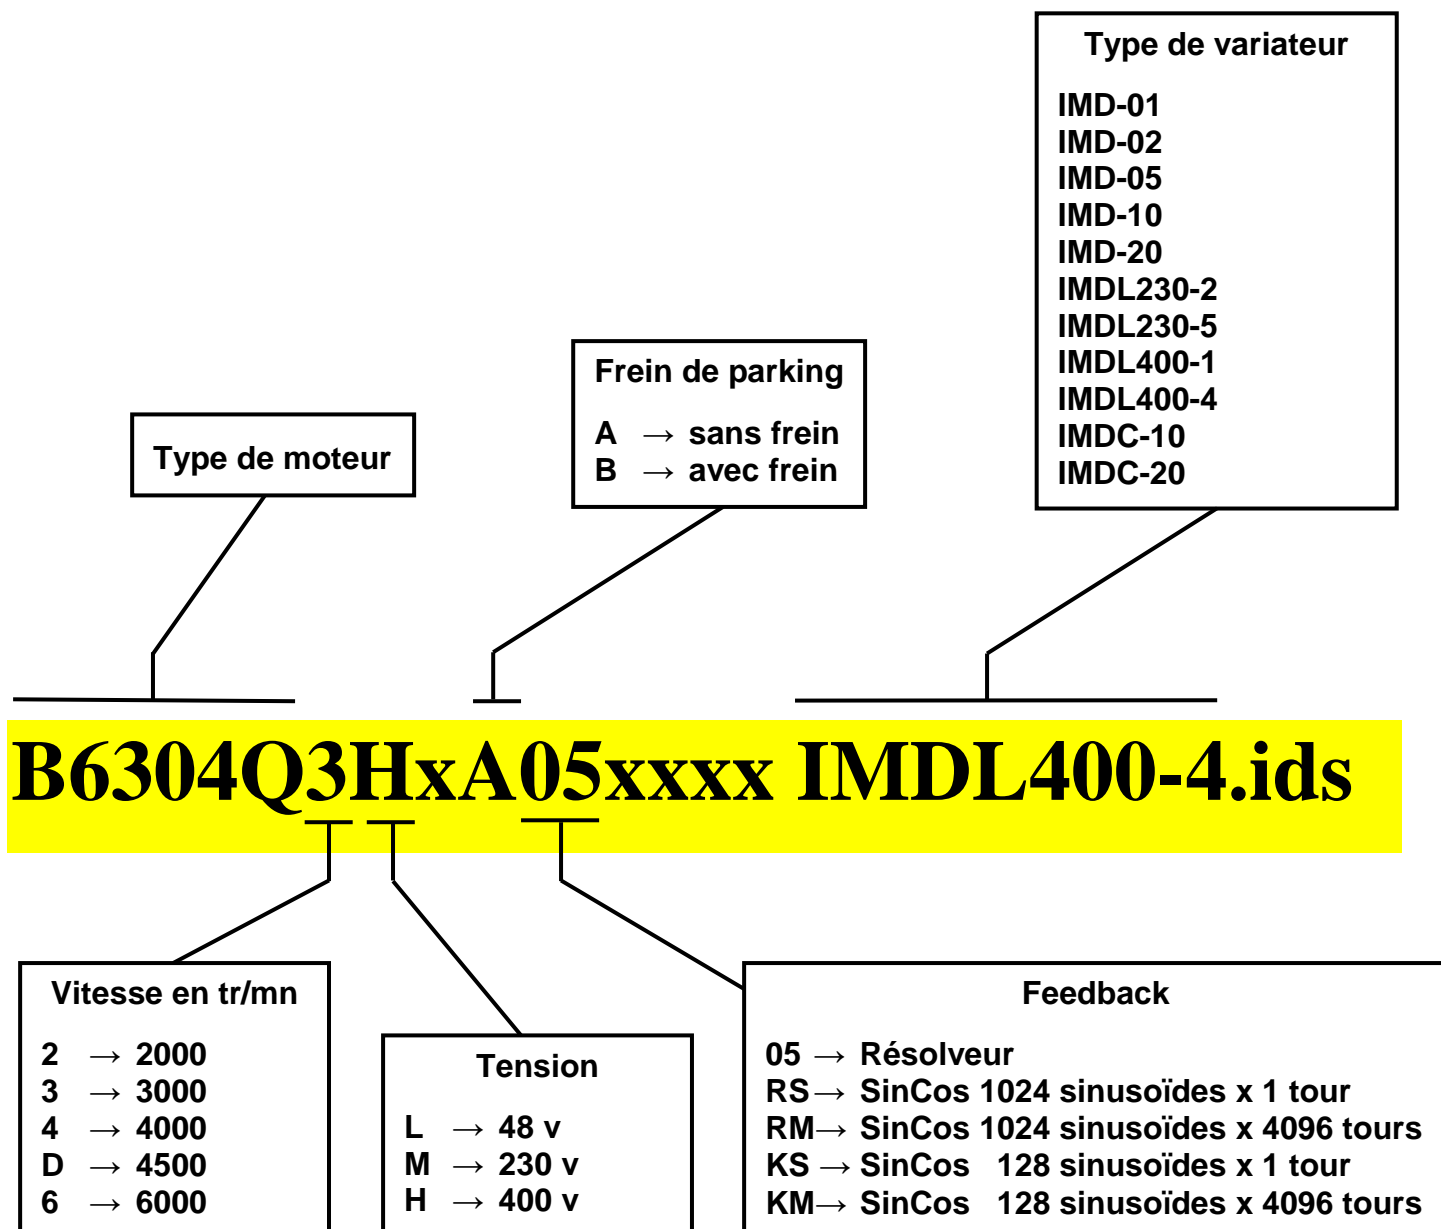 Type de variateur
IMD-01
IMD-02
IMD-05
IMD-10
IMD-20
IMDL230-2
IMDL230-5
IMDL400-1
IMDL400-4
IMDC-10
IMDC-20
Frein de parking
A → sans frein
B → avec frein
Type de moteur
B6304Q3HxA05xxxx IMDL400-4.ids
Vitesse en tr/mn
2 → 2000
3 → 3000
4 → 4000
D → 4500
6 → 6000
Tension
L → 48 v
M → 230 v
H → 400 v
Feedback
05 → Résolveur
RS → SinCos 1024 sinusoïdes x 1 tour
RM → SinCos 1024 sinusoïdes x 4096 tours
KS → SinCos 128 sinusoïdes x 1 tour
KM → SinCos 128 sinusoïdes x 4096 tours